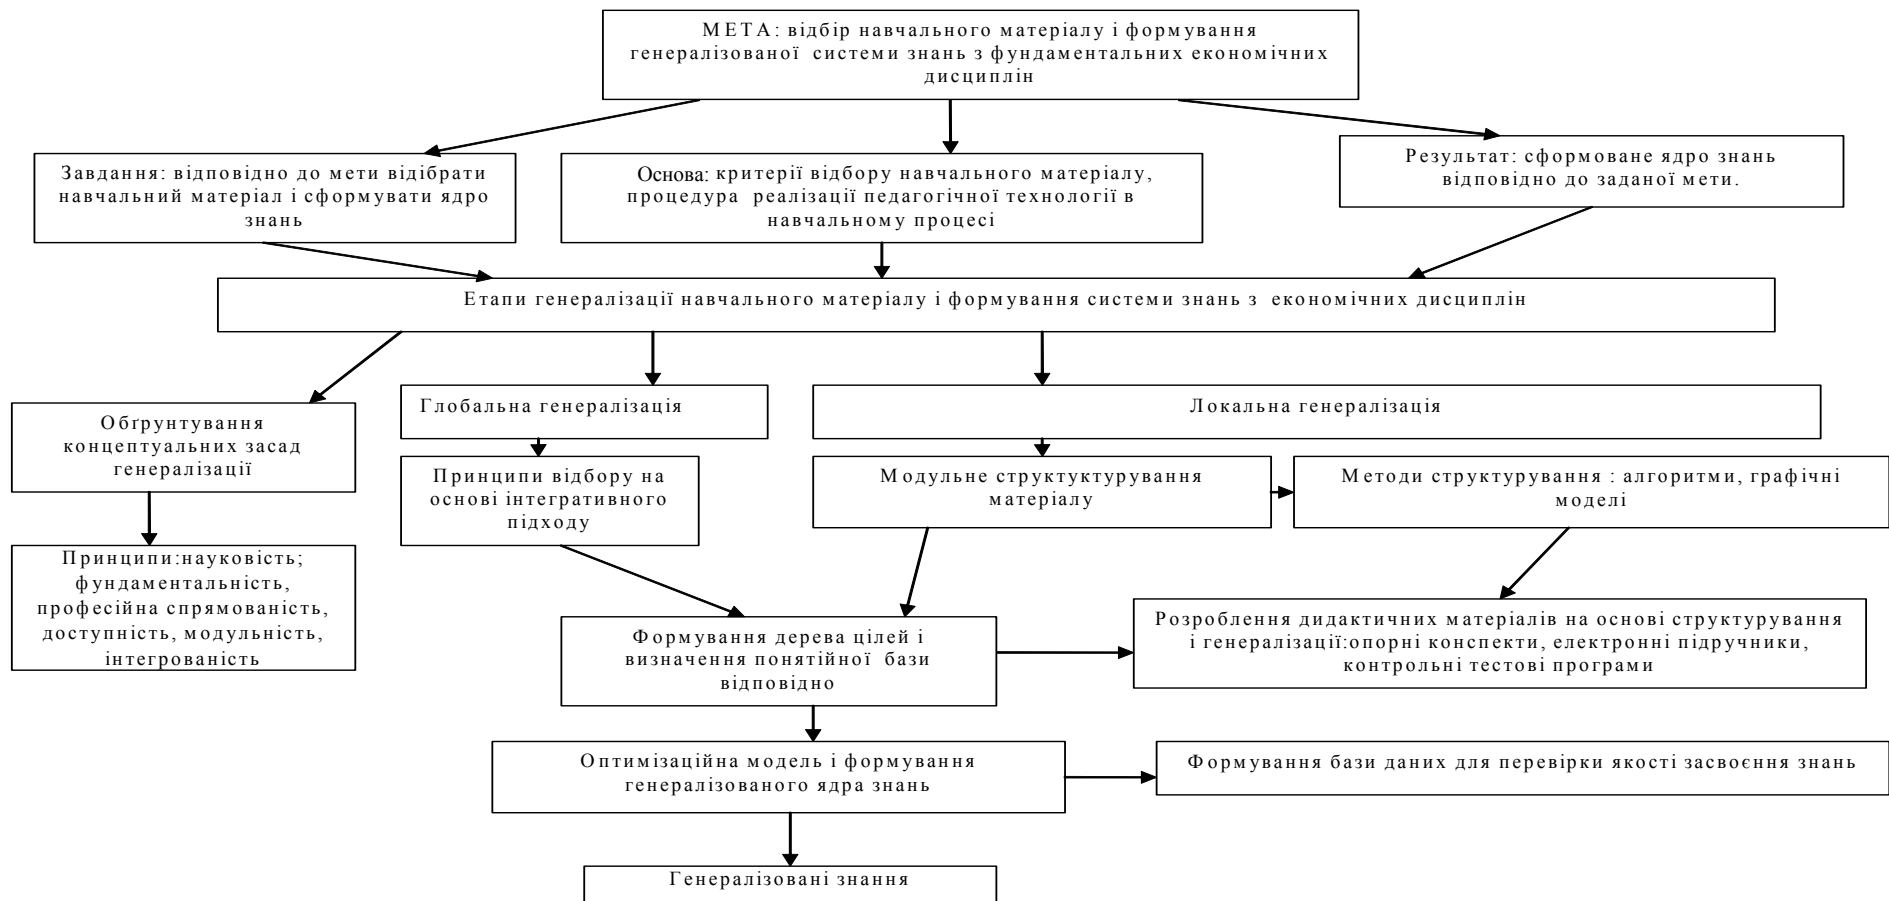 МЕТА: відбір навчального матеріалу і формування
генералізованої системи знань з фундаментальних економічних
дисциплін
Завдання: відповідно до мети відібрати
навчальний матеріал і сформувати ядро
знань
Основа: критерії відбору навчального матеріалу,
процедура реалізації педагогічної технології в
навчальному процесі
Результат: сформоване ядро знань
відповідно до заданої мети.
Етапи генералізації навчального матеріалу і формування системи знань з економічних дисциплін
Обґрунтування
концептуальних засад
генералізації
Глобальна генералізація
Локальна генералізація
Принципи відбору на
основі інтегративного
підходу
Модульнеструктуктурування
матеріалу
Методи структурування : алгоритми, графічні
моделі
Принципи:науковість;
фундаментальність,
професійна спрямованість,
доступність, модульність,
інтегрованість
Формування дерева цілей і
визначення понятійної бази
відповідно
Розроблення дидактичних матеріалів на основі структурування
і генералізації:опорні конспекти, електронні підручники,
контрольні тестові програми
Оптимізаційна модель і формування
генералізованого ядра знань
Формування бази даних для перевірки якості засвоєння знань
Генералізовані знання